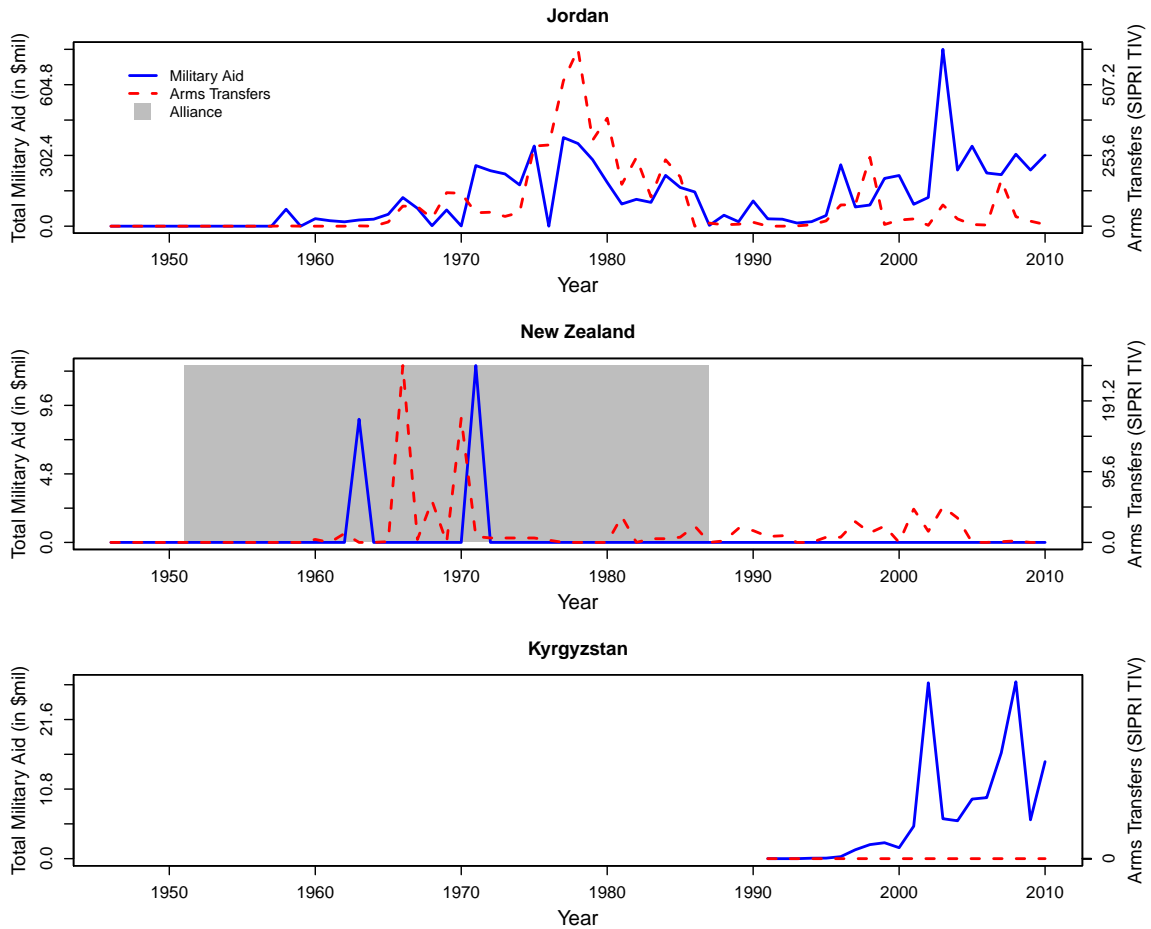 Jordan
Total Military Aid (in $mil)
0.0 302.4 604.8
Military Aid
Arms Transfers
Alliance
0.0 253.6 507.2
Arms Transfers (SIPRI TIV)
1950 1960 1970 1980 1990 2000 2010
Year
New Zealand
Total Military Aid (in $mil)
0.0 4.8 9.6
0.0 95.6 191.2
Arms Transfers (SIPRI TIV)
1950 1960 1970 1980 1990 2000 2010
Year
Kyrgyzstan
Total Military Aid (in $mil)
0.0 10.8 21.6
0
Arms Transfers (SIPRI TIV)
1950 1960 1970 1980 1990 2000 2010
Year